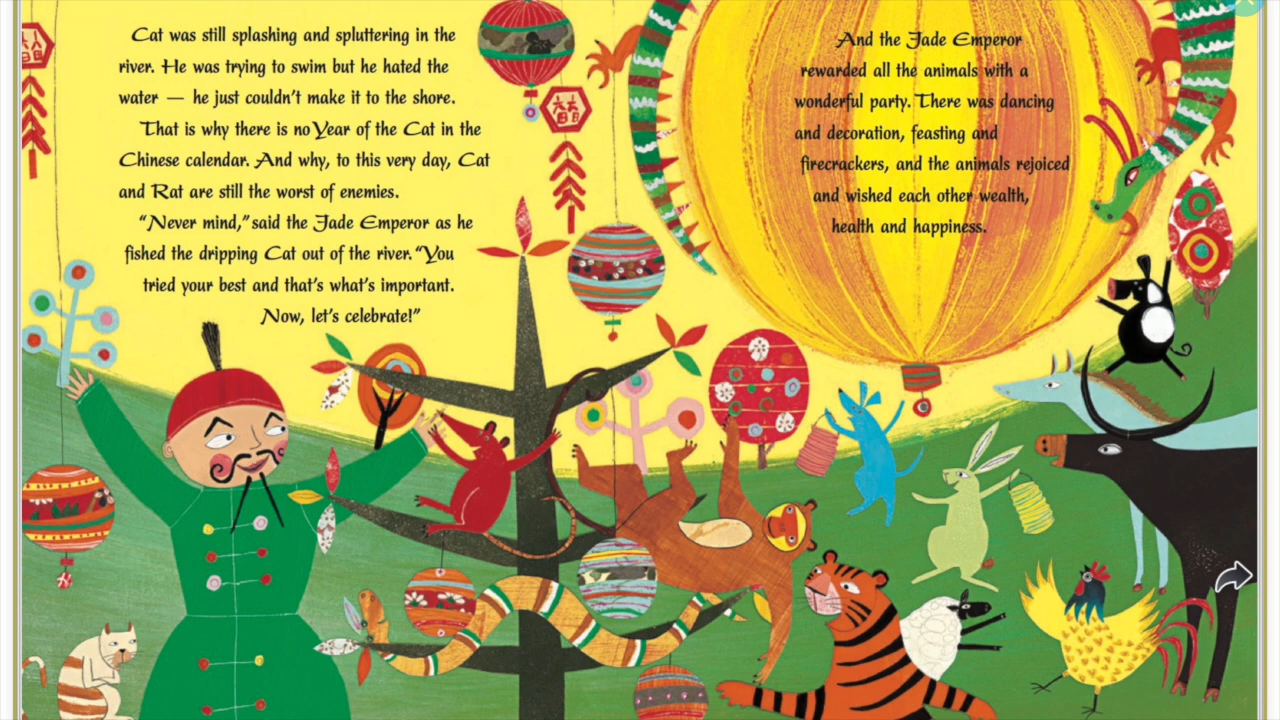 Cat was still splashing and spluttering in the
river. He was trying to swim but he hated the
water — he just couldn't make it to the shore.
That is why there is no Year of the Cat in the
Chinese calendar. And why, to this very day, Cat
and Rat are still the worst of enemies.
"Never mind," said the Jade Emperor as he
fished the dripping Cat out of the river. "You
tried your best and that's what's important.
Now, let's celebrate!"
And the Jade Emperor
rewarded all the animals with a
wonderful party. There was dancing
and decoration, feasting and
firecrackers, and the animals rejoiced
and wished each other wealth,
health and happiness.